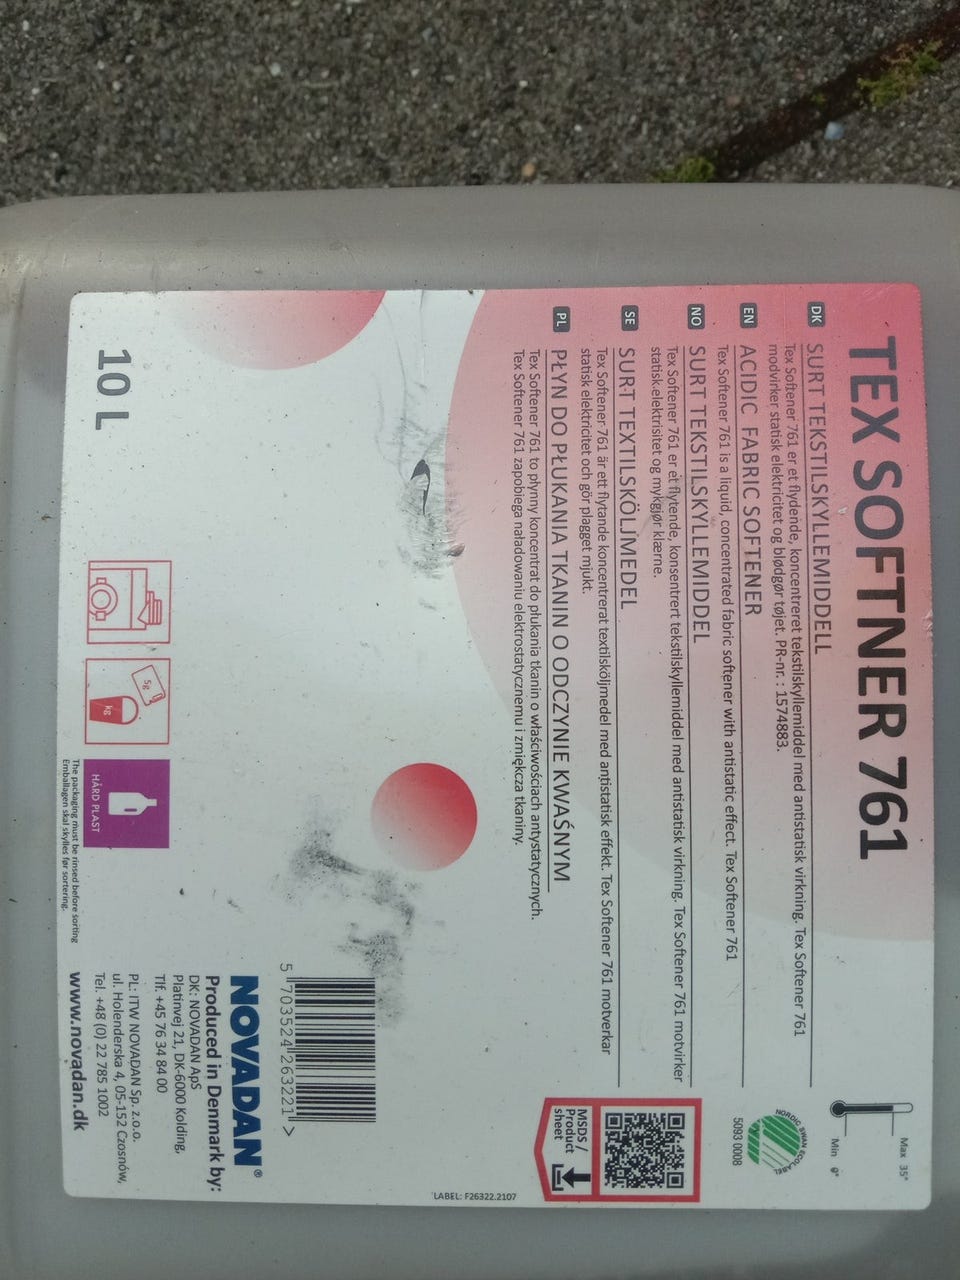 TEX SOFTNER 761
DK SURT TEKSTILSKYLLEMIDDELL
Tex Softener 761 er et flydende, koncentreret tekstilskyllemiddel med antistatisk virkning. Tex Softener 761
modvirker statisk elektricitet og blødgør tøjet. PR-nr. : 1574883.
EN ACIDIC FABRIC SOFTENER
Tex Softener 761 is a liquid, concentrated fabric softener with antistatic effect. Tex Softener 761
NO SURT TEKSTILSKYLLEMIDDEL
Tex Softener 761 er et flytende, konsentrert tekstilskyllemiddel med antistatisk virkning. Tex Softener 761 motvirker
statisk elektrisitet og mykgjør klærne.
SE SURT TEXTILSKÖLJMEDEL
Tex Softener 761 är ett flytande koncentrerat textilsköljmedel med antistatisk effekt. Tex Softener 761 motverkar
statisk elektricitet och gör plagget mjukt.
PL PŁYN DO PŁUKANIA TKANIN O ODCZYNIE KWAŚNYM
Tex Softener 761 to płynny koncentrat do płukania tkanin o właściwościach antystatycznych.
Tex Softener 761 zapobiega naładowaniu elektrostatycznemu i zmiękcza tkaniny.
Max 35°
Min 0°
NORDIC SWAN ECOLABEL
5093 0008
MSDS /
Product
sheet
LABEL: F26322.2107
10 L
5g
kg
HÅRD PLAST
The packaging must be rinsed before sorting
Emballagen skal skylles før sortering.
5 703524 263221 >
NOVADAN®
Produced in Denmark by:
DK: NOVADAN ApS
Platinvej 21, DK-6000 Kolding,
Tlf. +45 76 34 84 00
PL: ITW NOVADAN Sp. z.o.o.
ul. Holenderska 4, 05-152 Czosnów,
Tel. +48 (0) 22 785 1002
www.novadan.dk